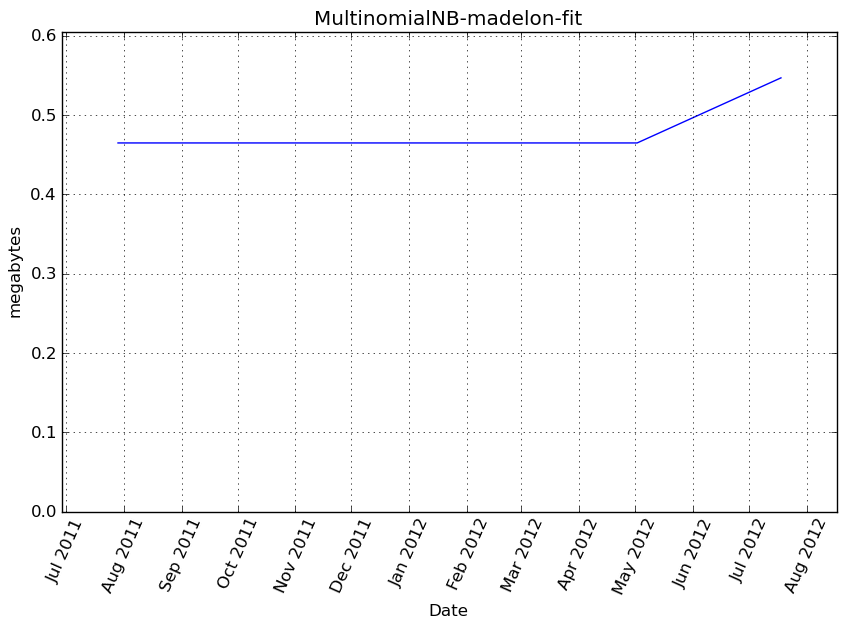 MultinomialNB-madelon-fit
0.6
0.5
0.4
0.3
0.2
0.1
0.0
megabytes
Jul 2011
Aug 2011
Sep 2011
Oct 2011
Nov 2011
Dec 2011
Jan 2012
Feb 2012
Mar 2012
Apr 2012
May 2012
Jun 2012
Jul 2012
Aug 2012
Date